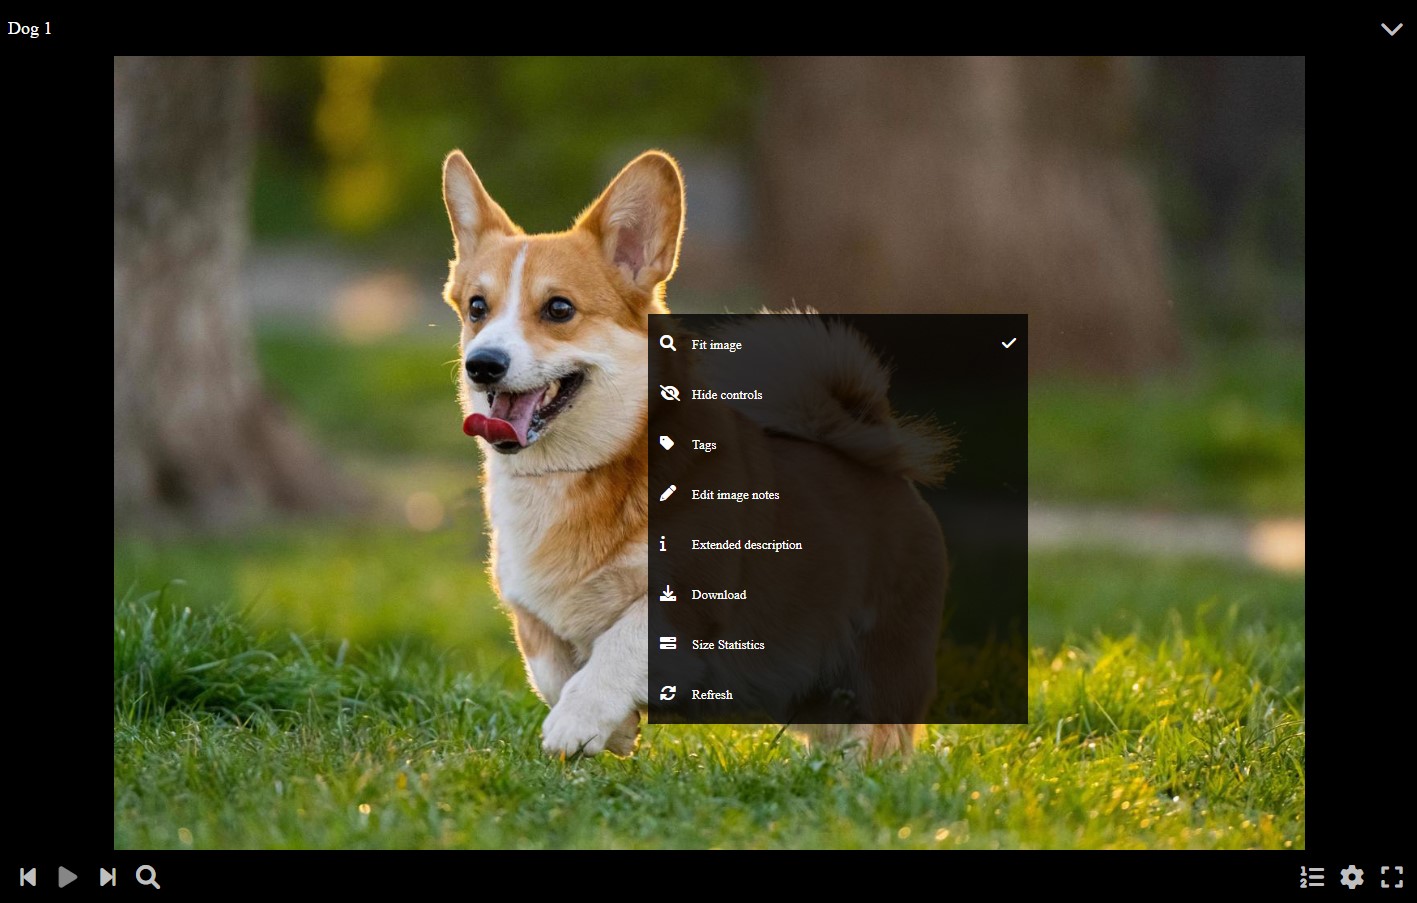 Dog 1
Fit image
Hide controls
Tags
Edit image notes
Extended description
Download
Size Statistics
Refresh